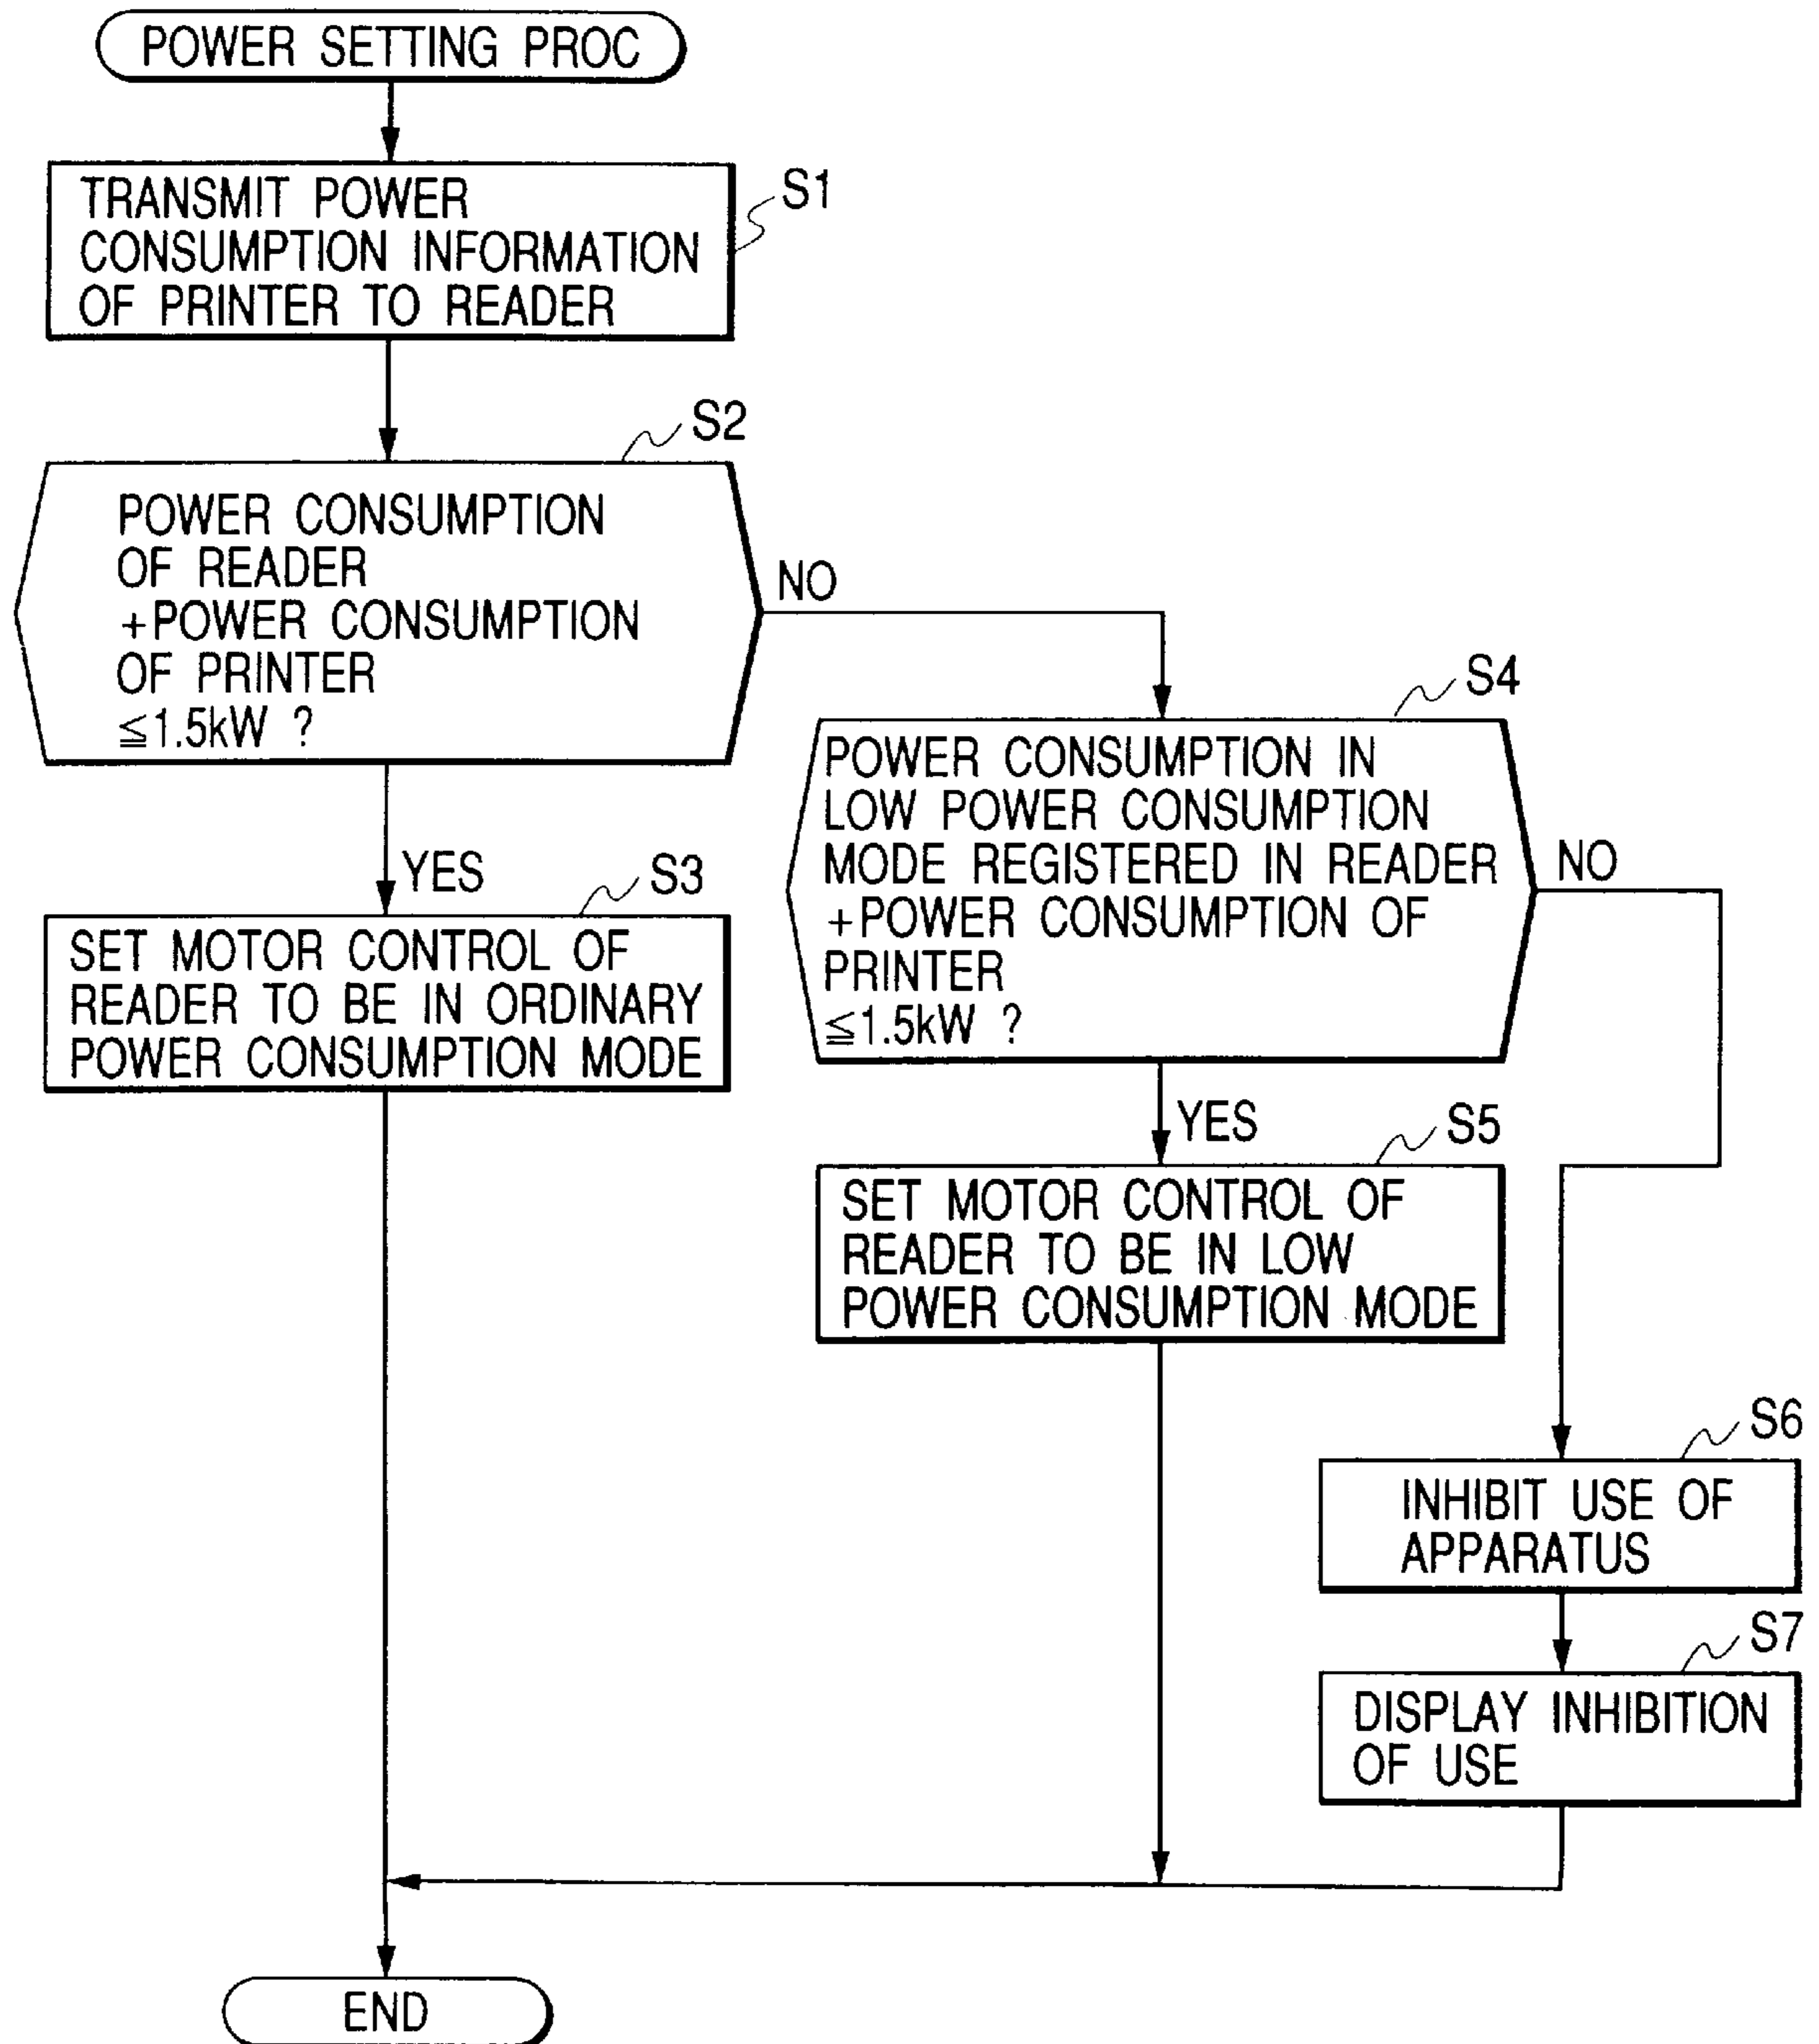 POWER SETTING PROC
TRANSMIT POWER
CONSUMPTION INFORMATION
OF PRINTER TO READER
S1
S2
POWER CONSUMPTION
OF READER
+POWER CONSUMPTION
OF PRINTER
≦1.5kW ?
NO
YES
S3
SET MOTOR CONTROL OF
READER TO BE IN ORDINARY
POWER CONSUMPTION MODE
S4
POWER CONSUMPTION IN
LOW POWER CONSUMPTION
MODE REGISTERED IN READER
+POWER CONSUMPTION OF
PRINTER
≦1.5kW ?
NO
YES
S5
SET MOTOR CONTROL OF
READER TO BE IN LOW
POWER CONSUMPTION MODE
S6
INHIBIT USE OF
APPARATUS
S7
DISPLAY INHIBITION
OF USE
END